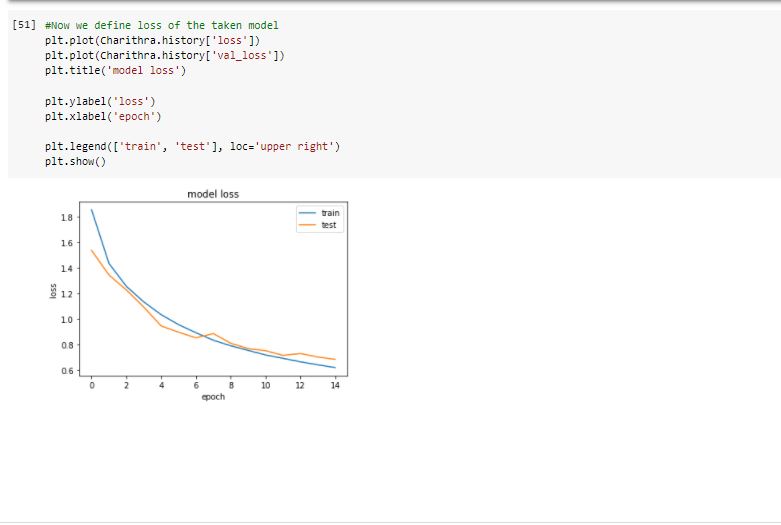 [51] #Now we define loss of the taken model
plt.plot(Charithra.history['loss'])
plt.plot(Charithra.history['val_loss'])
plt.title('model loss')
plt.ylabel('loss')
plt.xlabel('epoch')
plt.legend(['train', 'test'], loc='upper right')
plt.show()
model loss
train
test
1.8
1.6
1.4
1.2
1.0
0.8
0.6
loss
0 2 4 6 8 10 12 14
epoch